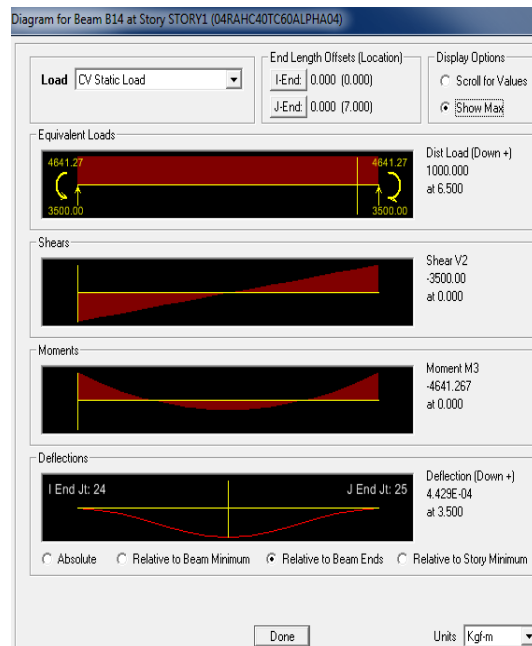 Diagram for Beam B14 at Story STORY1 (04RAHC40TC60ALPHA04)
Load CV Static Load
End Length Offsets (Location)
I-End: 0.000 (0.000)
J-End: 0.000 (7.000)
Display Options
Scroll for Values
Show Max
Equivalent Loads
4641.27 4641.27
3500.00 3500.00
Dist Load (Down +)
1000.000
at 6.500
Shears
Shear V2
-3500.00
at 0.000
Moments
Moment M3
-4641.267
at 0.000
Deflections
I End Jt: 24 J End Jt: 25
Deflection (Down +)
4.429E-04
at 3.500
Absolute Relative to Beam Minimum Relative to Beam Ends Relative to Story Minimum
Done Units Kgf-m